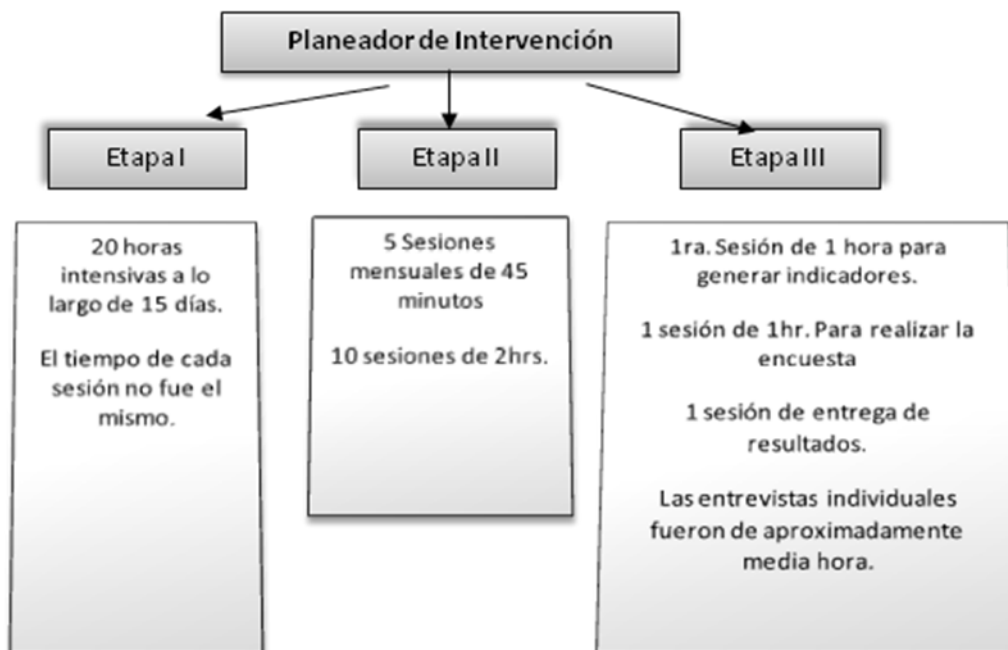 Planeador de Intervención
Etapa I
Etapa II
Etapa III
20 horas
intensivas a lo
largo de 15 días.
El tiempo de cada
sesión no fue el
mismo.
5 Sesiones
mensuales de 45
minutos
10 sesiones de 2hrs.
1ra. Sesión de 1 hora para
generar indicadores.
1 sesión de 1hr. Para realizar la
encuesta
1 sesión de entrega de
resultados.
Las entrevistas individuales
fueron de aproximadamente
media hora.